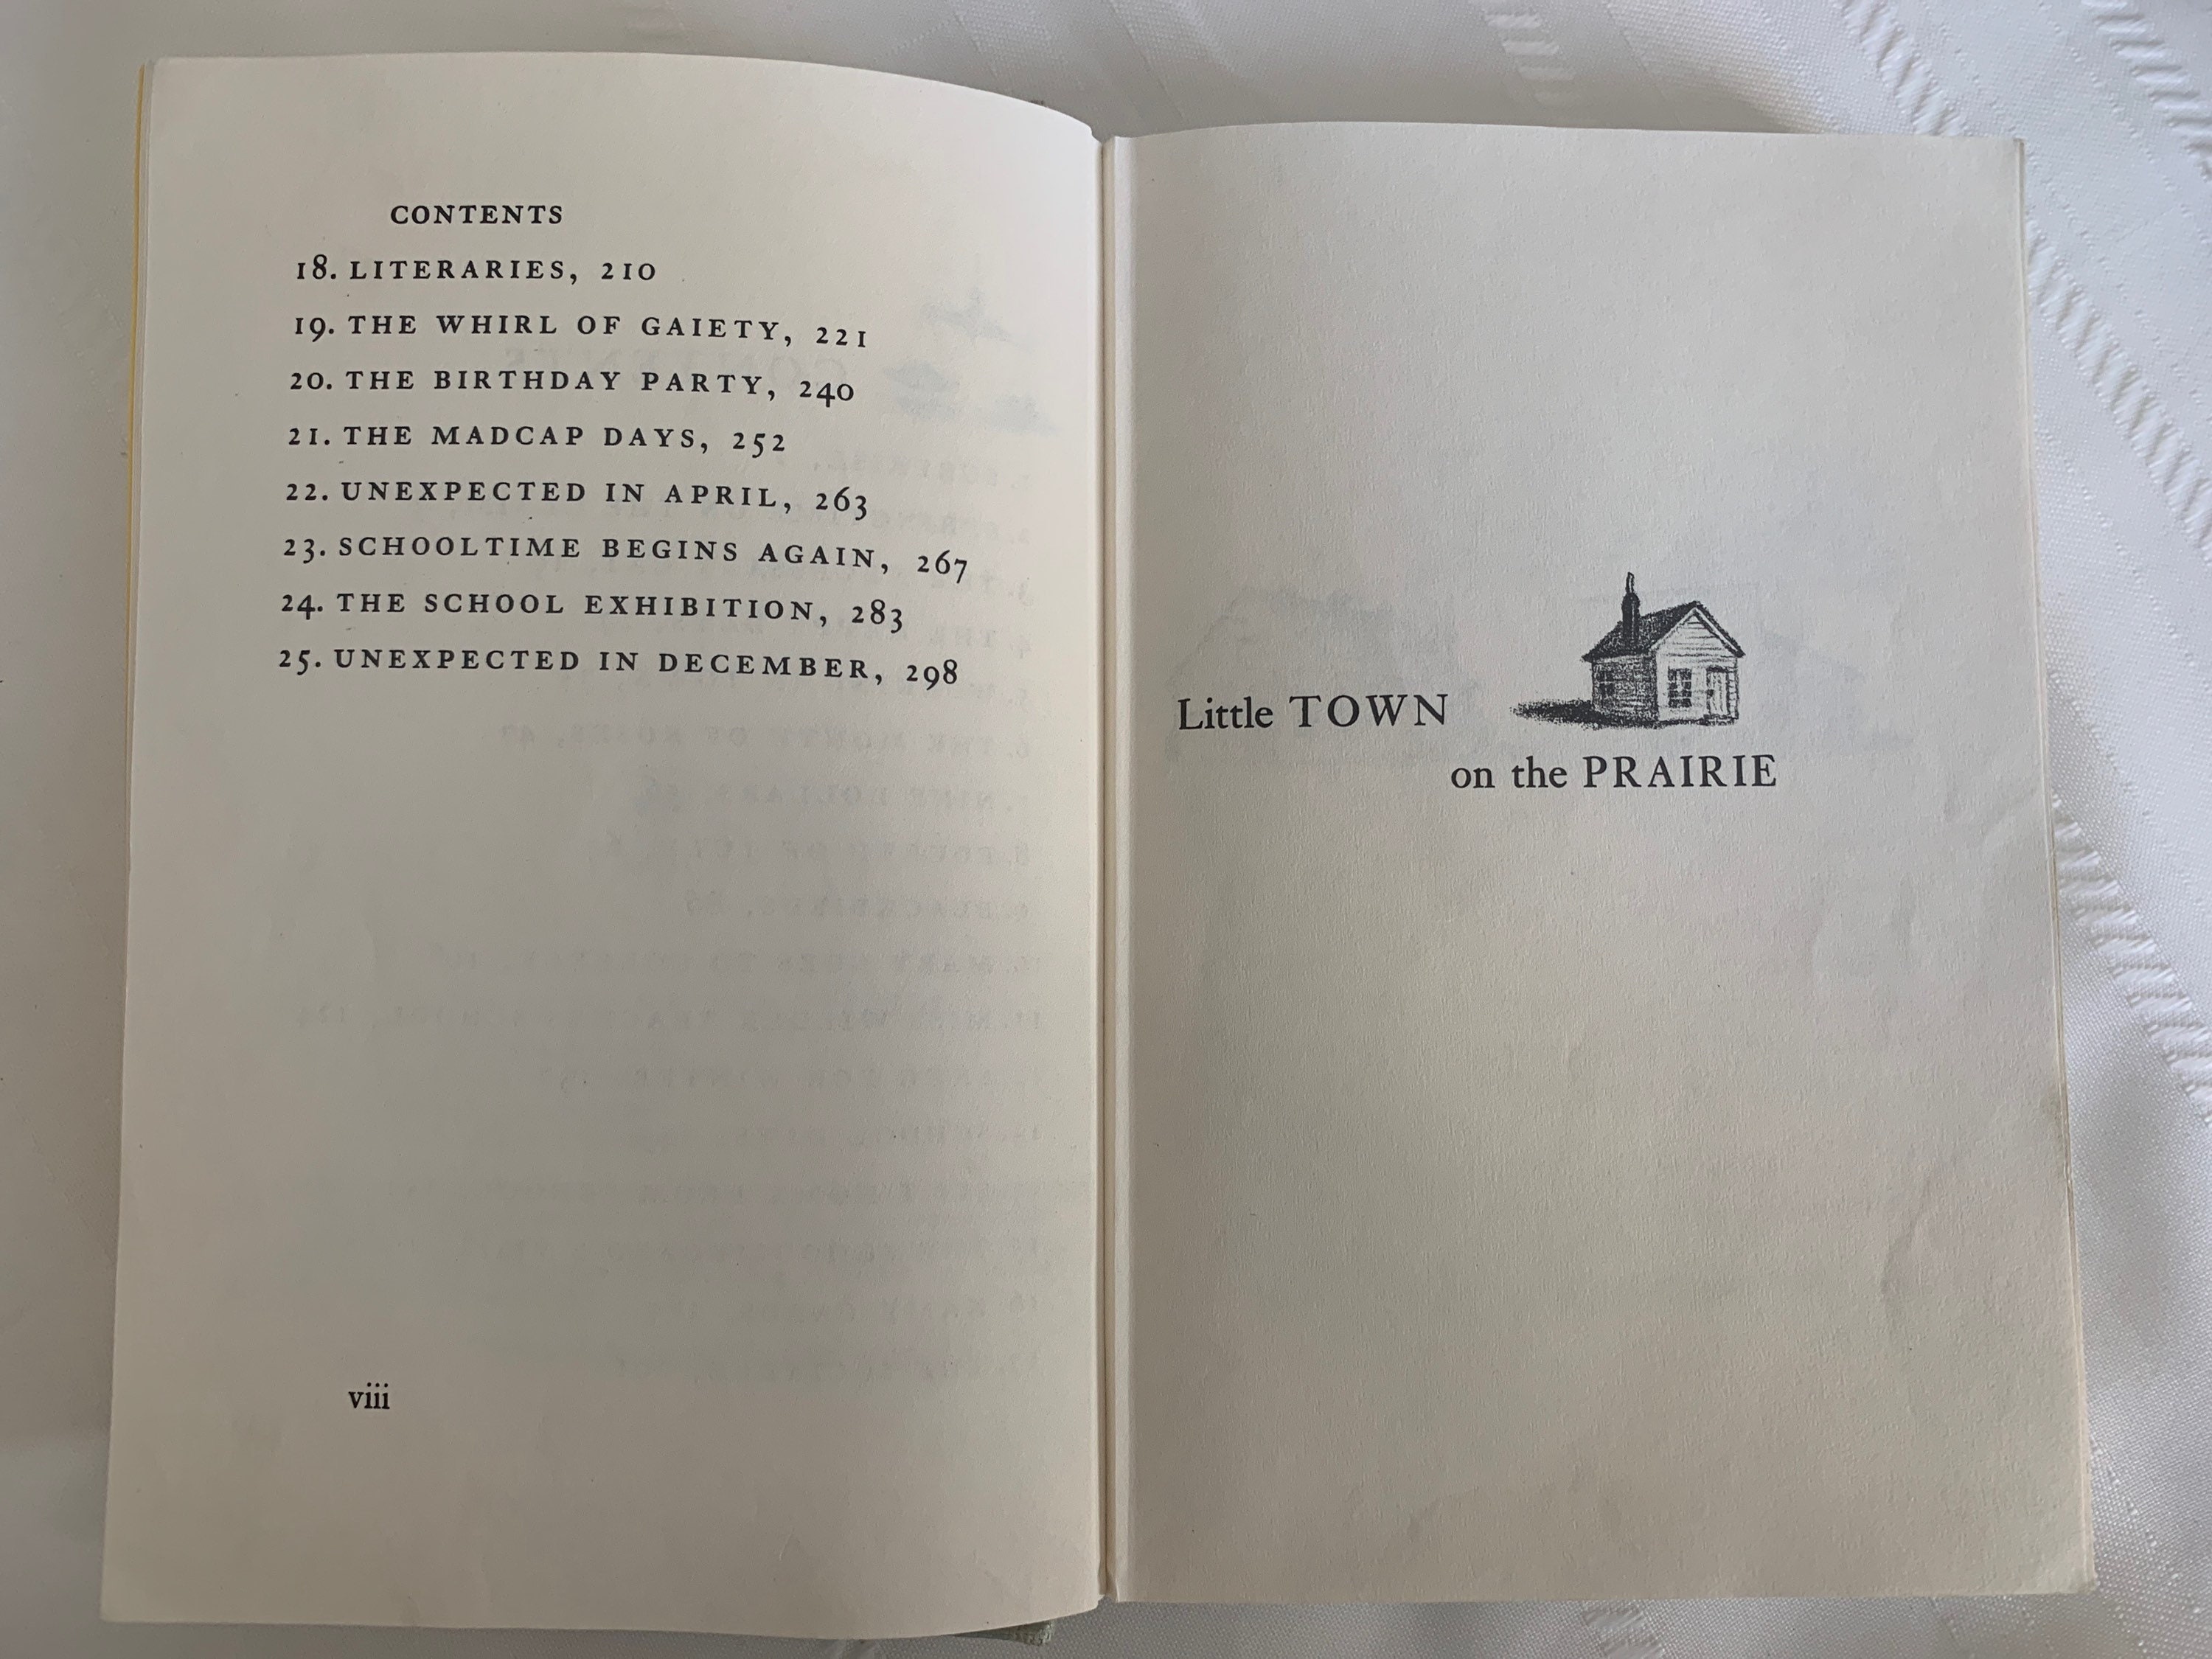 CONTENTS
18. LITERARIES, 210
19. THE WHIRL OF GAIETY, 221
20. THE BIRTHDAY PARTY, 240
21. THE MADCAP DAYS, 252
22. UNEXPECTED IN APRIL, 263
23. SCHOOLTIME BEGINS AGAIN, 267
24. THE SCHOOL EXHIBITION, 283
25. UNEXPECTED IN DECEMBER, 298
viii
Little TOWN
on the PRAIRIE